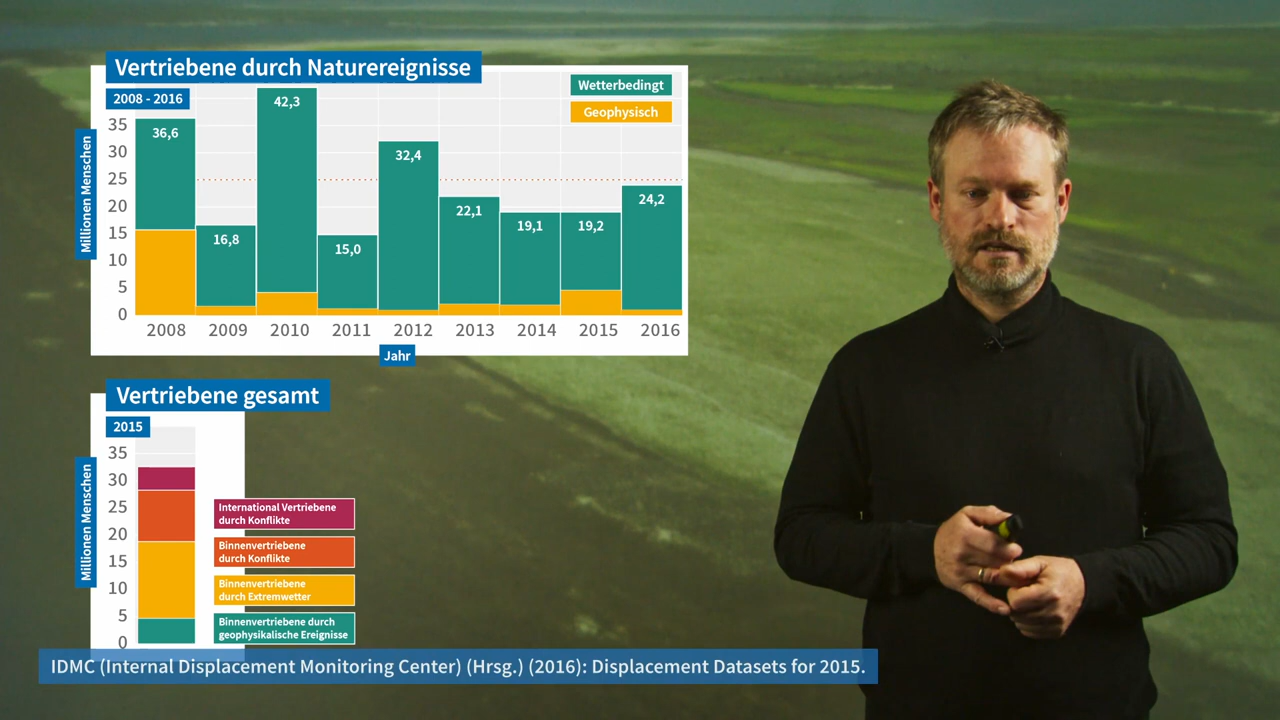 Vertriebene durch Naturereignisse
2008 - 2016
Wetterbedingt
Geophysisch
Millionen Menschen
35
30
25
20
15
10
5
0
36,6
16,8
42,3
15,0
32,4
22,1
19,1
19,2
24,2
2008 2009 2010 2011 2012 2013 2014 2015 2016
Jahr
Vertriebene gesamt
2015
Millionen Menschen
35
30
25
20
15
10
5
0
International Vertriebene
durch Konflikte
Binnenvertriebene
durch Konflikte
Binnenvertriebene
durch Extremwetter
Binnenvertriebene durch
geophysikalische Ereignisse
IDMC (Internal Displacement Monitoring Center) (Hrsg.) (2016): Displacement Datasets for 2015.